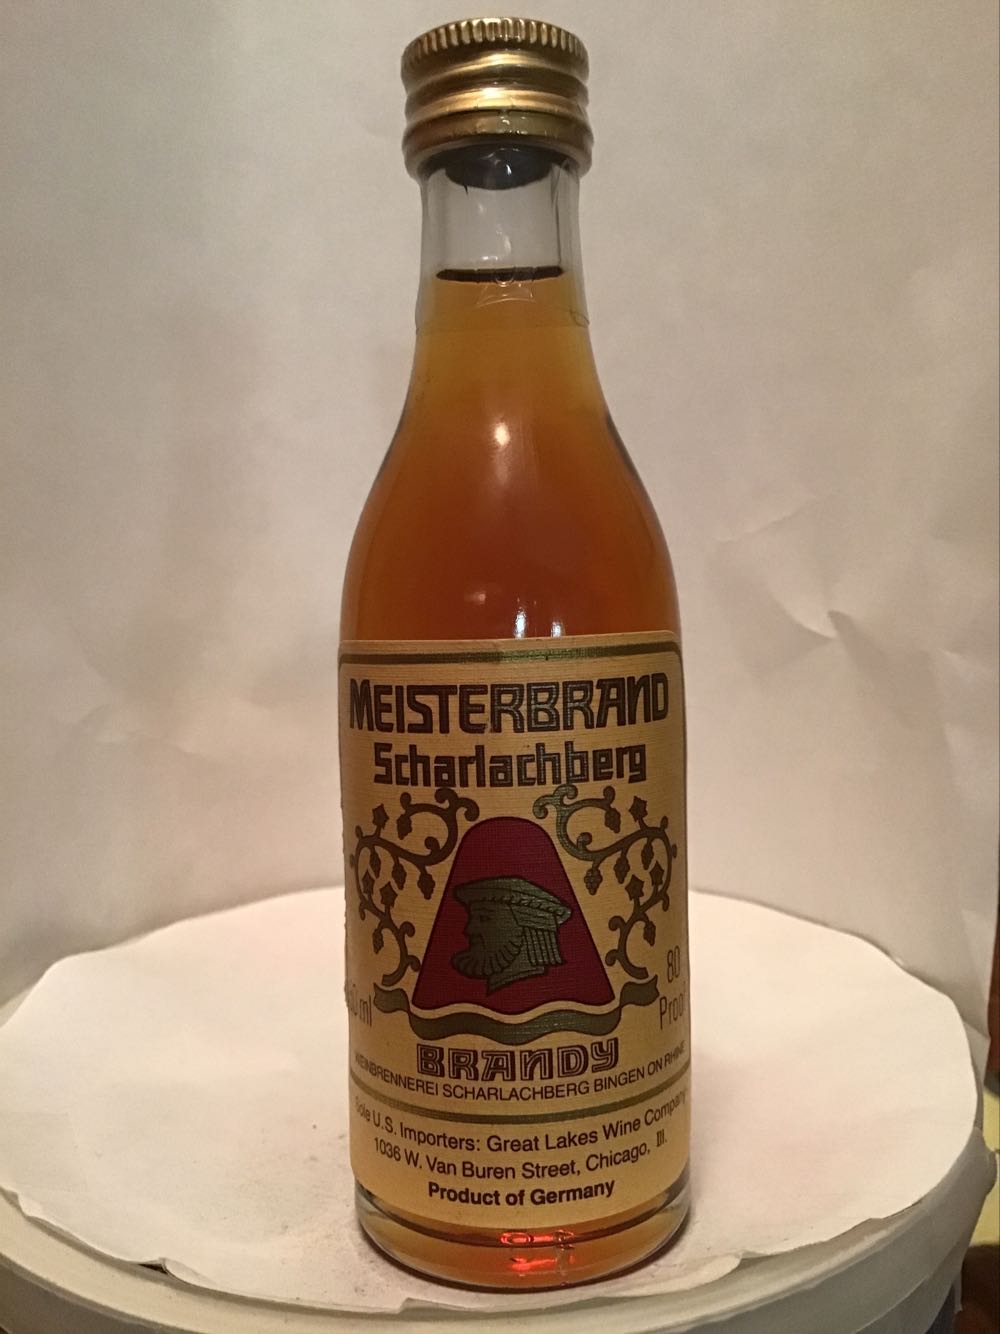 MEISTERBRAND
Scharlachberg
80
Proof
ml
BRANDY
WEINBRENNEREI SCHARLACHBERG BINGEN ON RHINE
Sole U.S. Importers: Great Lakes Wine Company
1036 W. Van Buren Street, Chicago, Ill.
Product of Germany